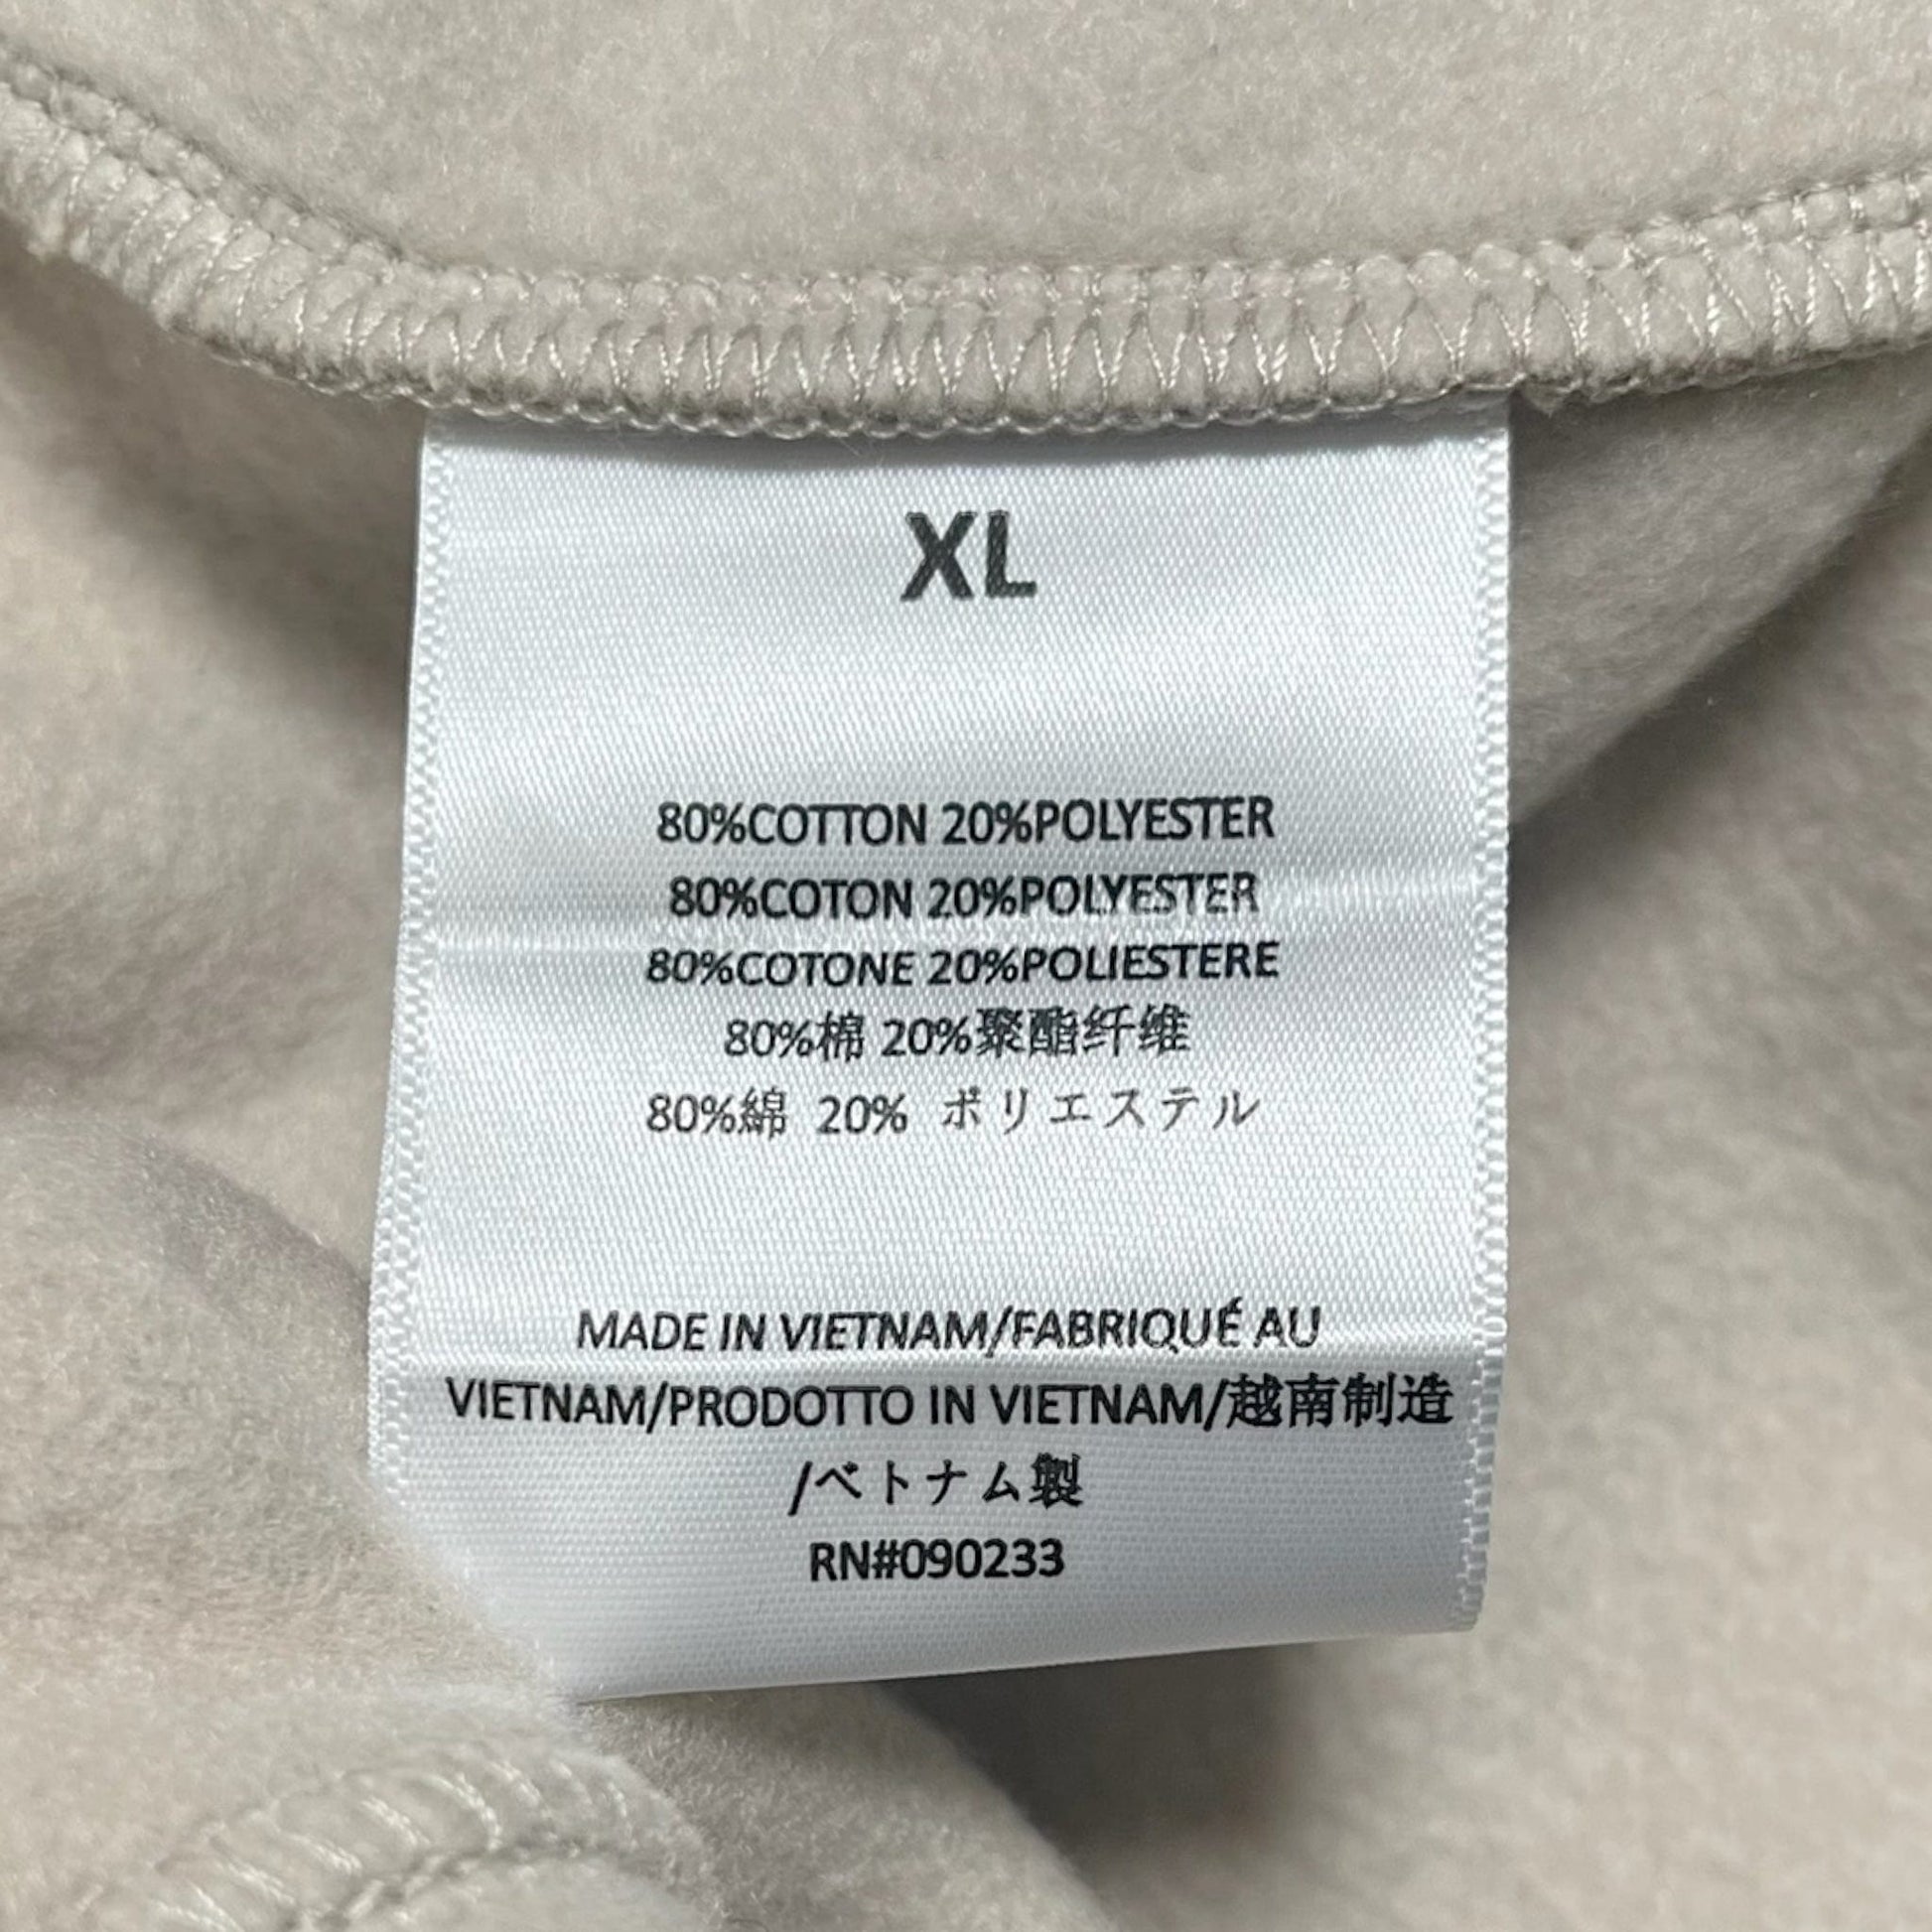 XL
80%COTTON 20%POLYESTER
80%COTON 20%POLYESTER
80%COTONE 20%POLIESTERE
80%棉 20%聚酯纤维
80%綿 20% ポリエステル
MADE IN VIETNAM/FABRIQUÉ AU
VIETNAM/PRODOTTO IN VIETNAM/越南制造
/ベトナム製
RN#090233